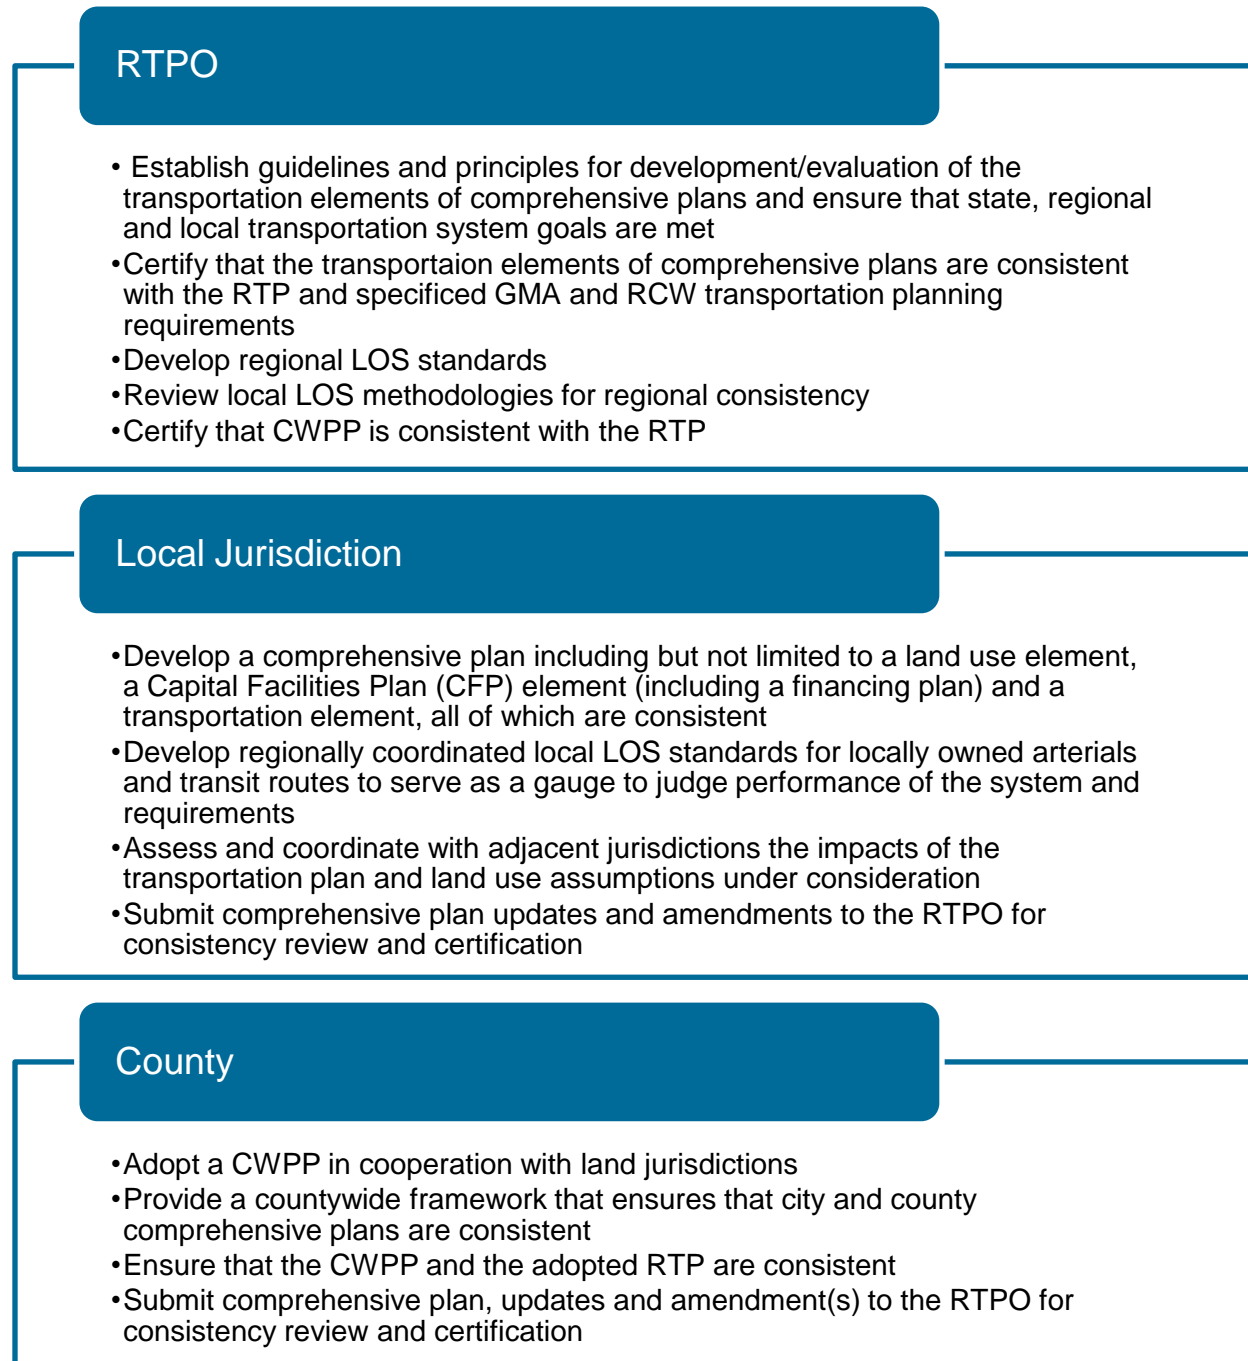 RTPO
• Establish guidelines and principles for development/evaluation of the
transportation elements of comprehensive plans and ensure that state, regional
and local transportation system goals are met
•Certify that the transportaion elements of comprehensive plans are consistent
with the RTP and specificed GMA and RCW transportation planning
requirements
•Develop regional LOS standards
•Review local LOS methodologies for regional consistency
•Certify that CWPP is consistent with the RTP
Local Jurisdiction
•Develop a comprehensive plan including but not limited to a land use element,
a Capital Facilities Plan (CFP) element (including a financing plan) and a
transportation element, all of which are consistent
•Develop regionally coordinated local LOS standards for locally owned arterials
and transit routes to serve as a gauge to judge performance of the system and
requirements
•Assess and coordinate with adjacent jurisdictions the impacts of the
transportation plan and land use assumptions under consideration
•Submit comprehensive plan updates and amendments to the RTPO for
consistency review and certification
County
•Adopt a CWPP in cooperation with land jurisdictions
•Provide a countywide framework that ensures that city and county
comprehensive plans are consistent
•Ensure that the CWPP and the adopted RTP are consistent
•Submit comprehensive plan, updates and amendment(s) to the RTPO for
consistency review and certification